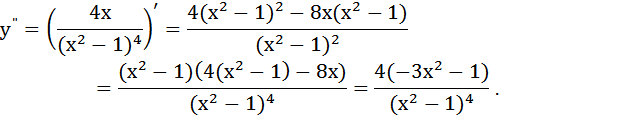 y" = (4x / (x² − 1)⁴)′ = (4(x² − 1)² − 8x(x² − 1)) / (x² − 1)²
= ((x² − 1)(4(x² − 1) − 8x)) / (x² − 1)⁴ = 4(−3x² − 1) / (x² − 1)⁴ .